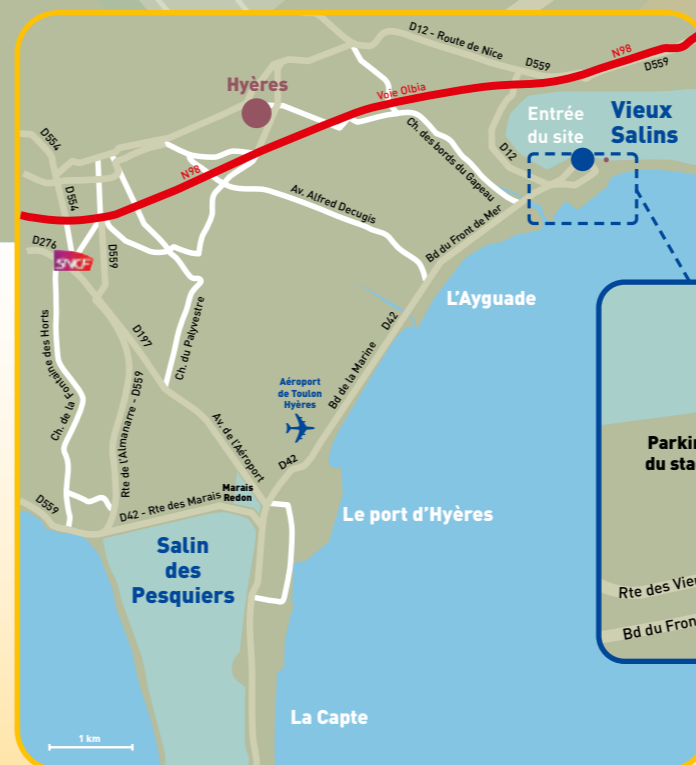 D12 - Route de Nice
D559
N98
D559
Hyères
Voie Olbia
Entrée
du site
Vieux
Salins
D554
D554
Ch. des bords du Gapeau
D12
N98
Av. Alfred Decugis
Bd du Front de Mer
D276
SNCF
D559
L'Ayguade
Ch. de la Fontaine des Horts
D197
Ch. du Palyvestre
D42
Bd de la Marine
Aéroport
de Toulon
Hyères
Rte de l'Almanarre - D559
Av. de l'Aéroport
D42
Marais
Redon
D559
D42 - Rte des Marais
Le port d'Hyères
Salin
des
Pesquiers
La Capte
1 km
Parkin
du sta
Rte des Vie
Bd du Fron